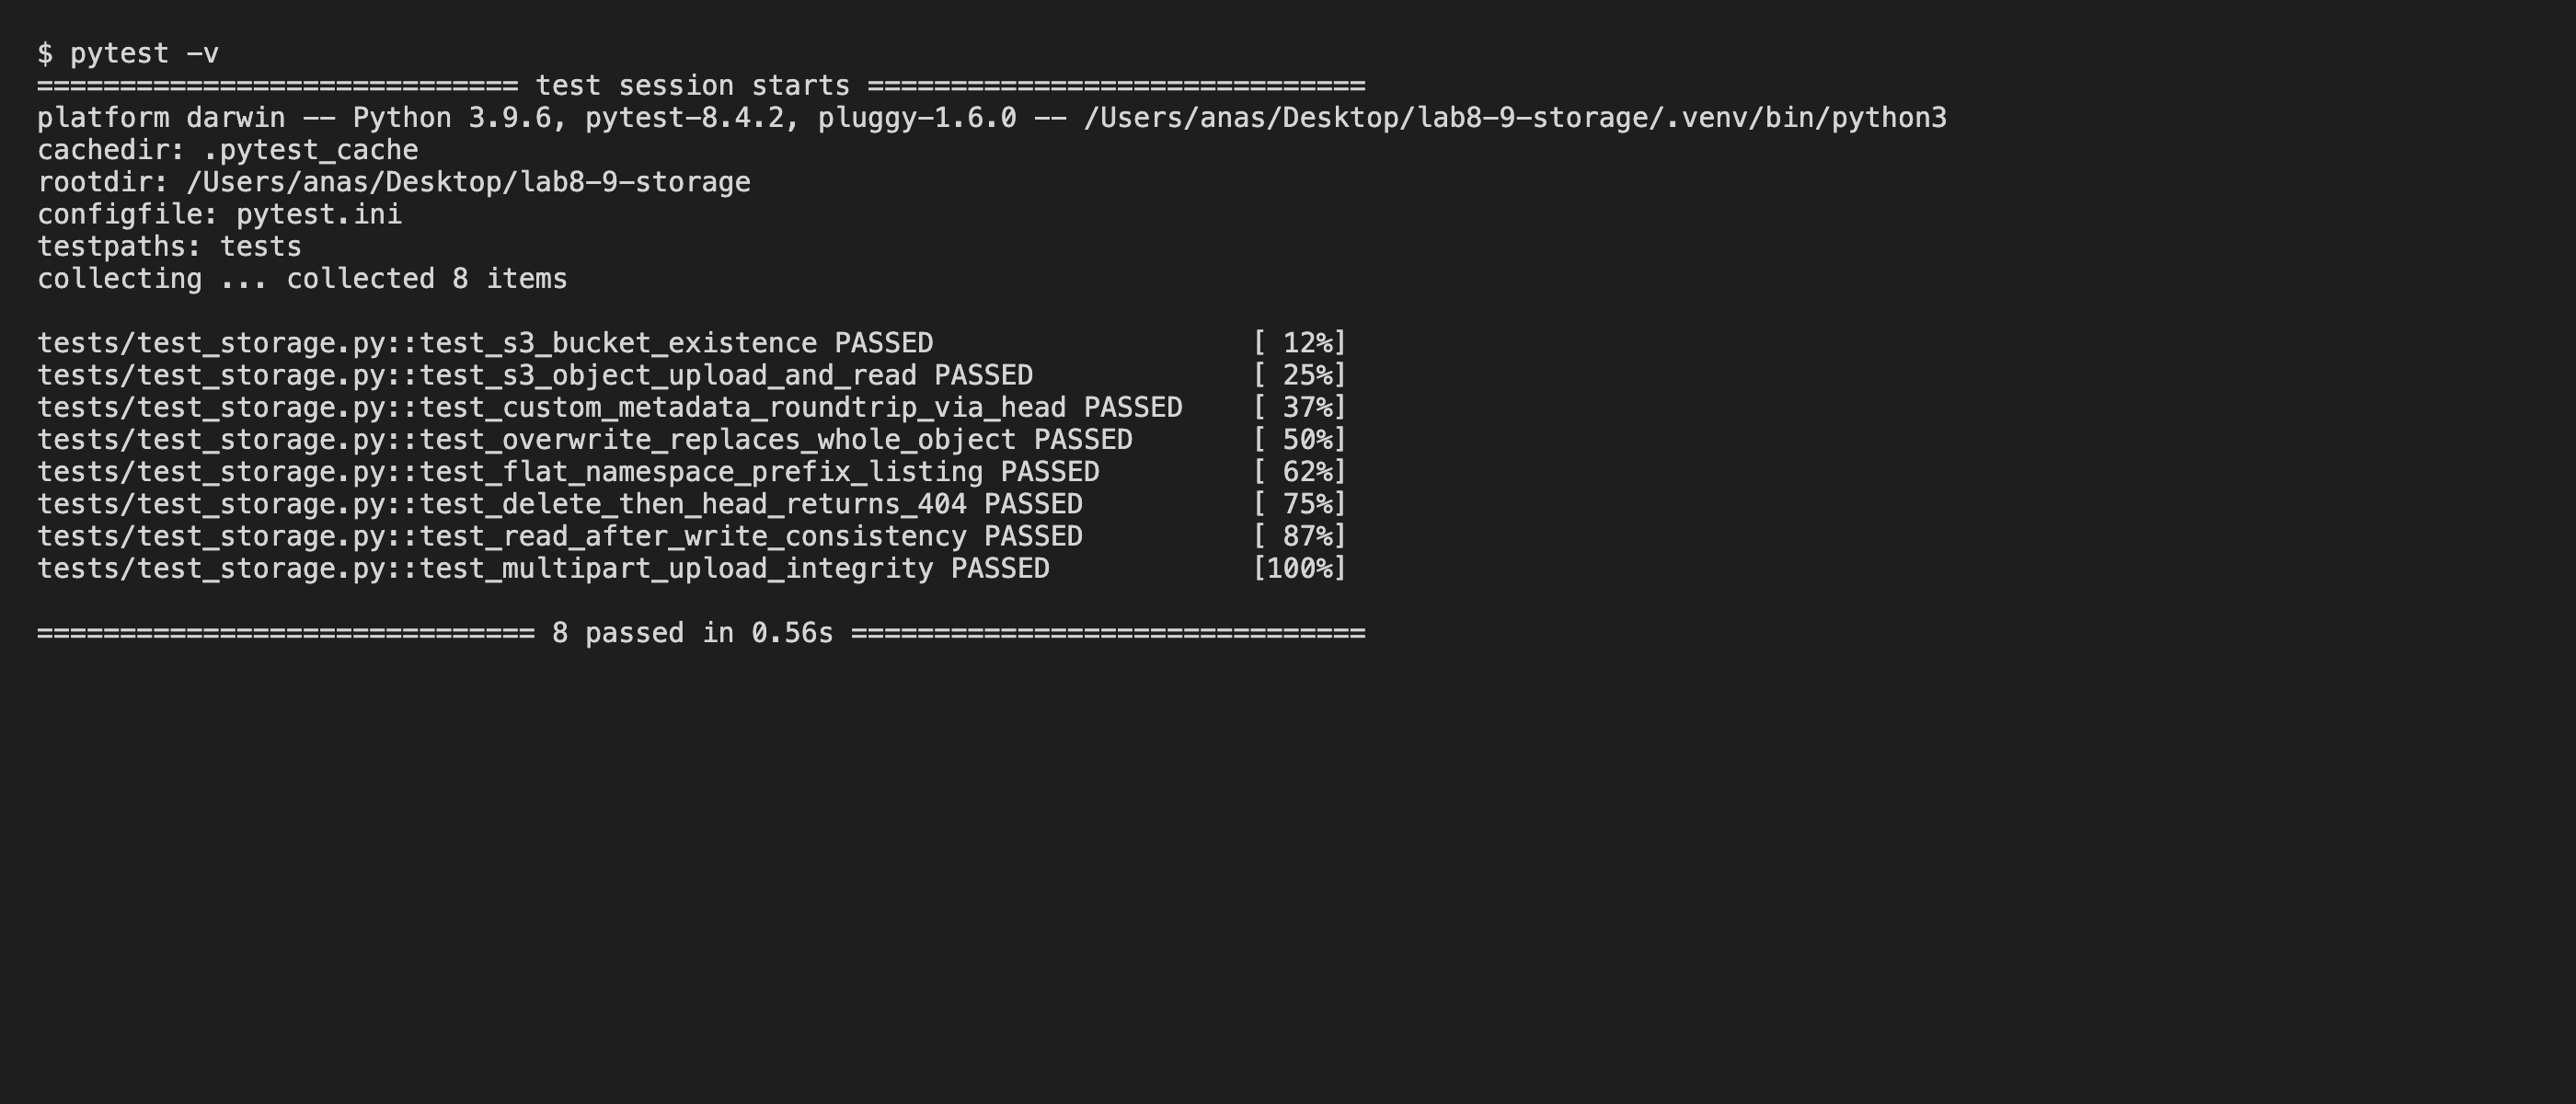 $ pytest -v
============================= test session starts ==============================
platform darwin -- Python 3.9.6, pytest-8.4.2, pluggy-1.6.0 -- /Users/anas/Desktop/lab8-9-storage/.venv/bin/python3
cachedir: .pytest_cache
rootdir: /Users/anas/Desktop/lab8-9-storage
configfile: pytest.ini
testpaths: tests
collecting ... collected 8 items
tests/test_storage.py::test_s3_bucket_existence PASSED                   [ 12%]
tests/test_storage.py::test_s3_object_upload_and_read PASSED             [ 25%]
tests/test_storage.py::test_custom_metadata_roundtrip_via_head PASSED    [ 37%]
tests/test_storage.py::test_overwrite_replaces_whole_object PASSED       [ 50%]
tests/test_storage.py::test_flat_namespace_prefix_listing PASSED         [ 62%]
tests/test_storage.py::test_delete_then_head_returns_404 PASSED          [ 75%]
tests/test_storage.py::test_read_after_write_consistency PASSED          [ 87%]
tests/test_storage.py::test_multipart_upload_integrity PASSED            [100%]
============================== 8 passed in 0.56s ===============================